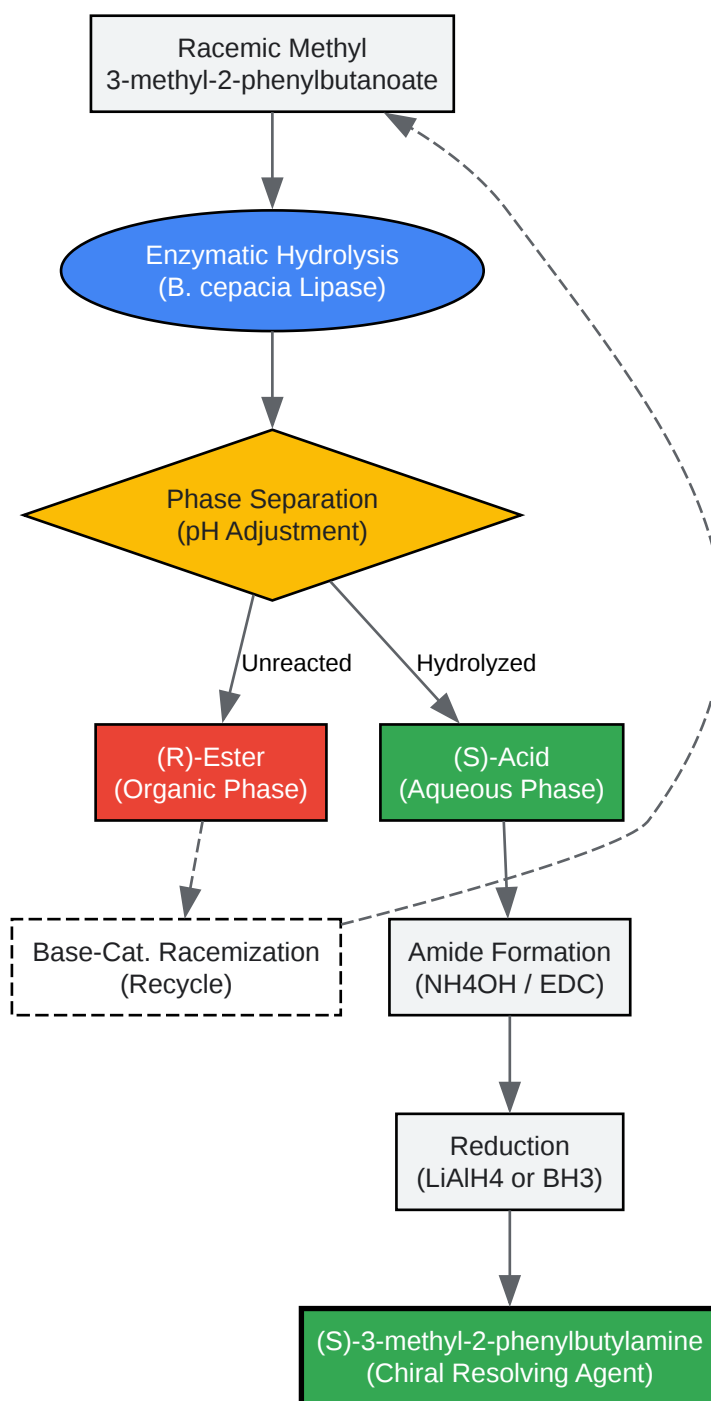 Racemic Methyl
3-methyl-2-phenylbutanoate
Enzymatic Hydrolysis
(B. cepacia Lipase)
Phase Separation
(pH Adjustment)
Unreacted
Hydrolyzed
(R)-Ester
(Organic Phase)
(S)-Acid
(Aqueous Phase)
Base-Cat. Racemization
(Recycle)
Amide Formation
(NH4OH / EDC)
Reduction
(LiAlH4 or BH3)
(S)-3-methyl-2-phenylbutylamine
(Chiral Resolving Agent)